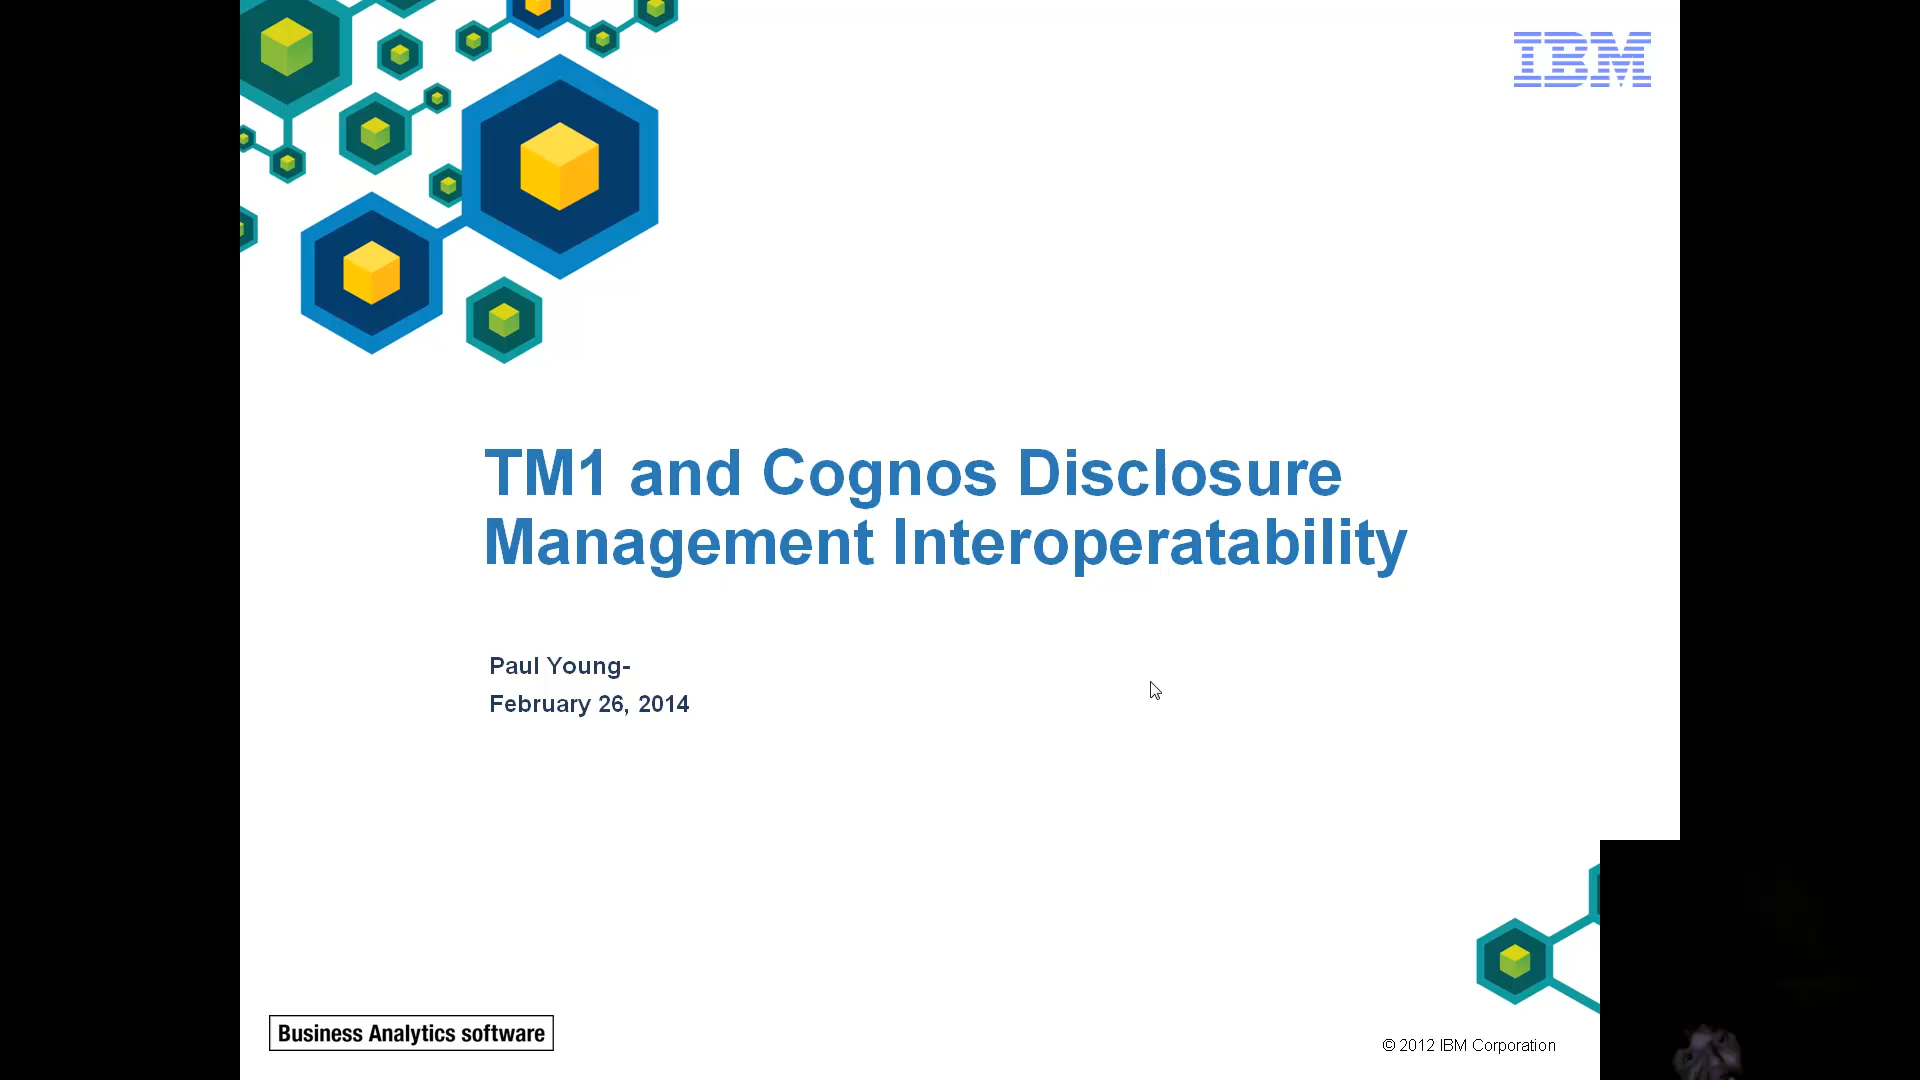 IBM
TM1 and Cognos Disclosure
Management Interoperatability
Paul Young-
February 26, 2014
Business Analytics software
© 2012 IBM Corporation